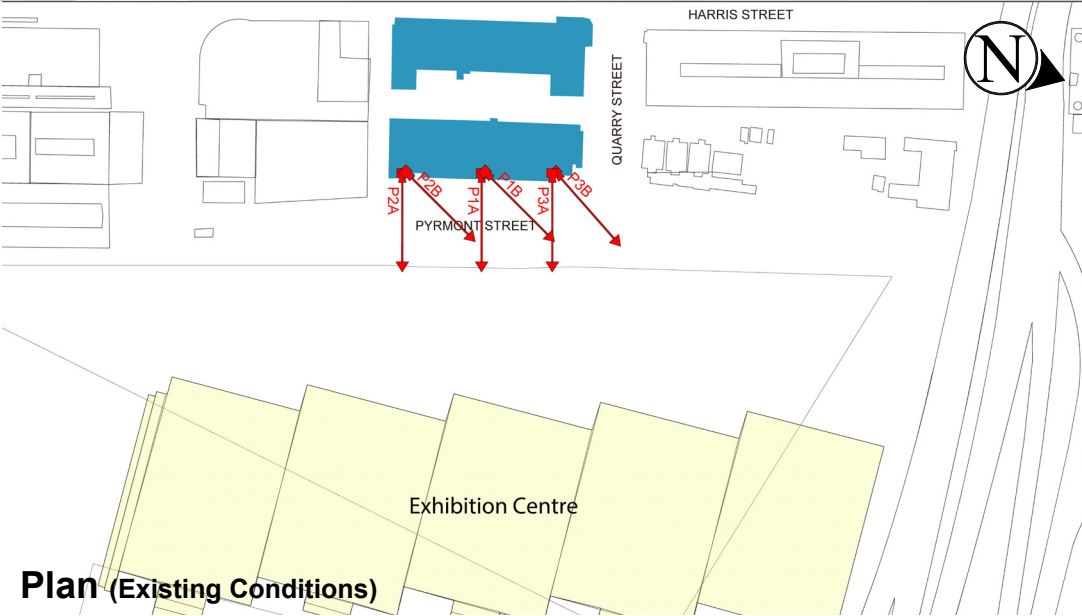 HARRIS STREET
N
QUARRY STREET
P2A
P2B
P1A
P1B
P3A
P3B
PYRMONT STREET
Exhibition Centre
Plan (Existing Conditions)